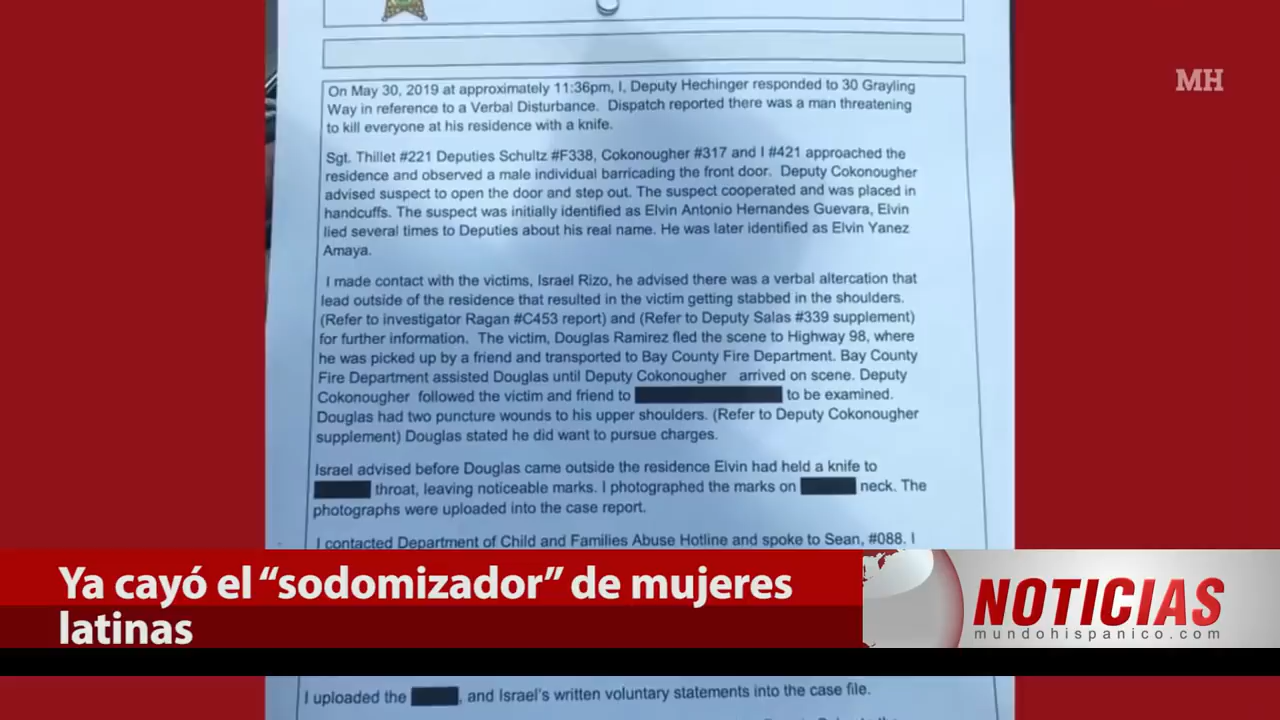 MH
On May 30, 2019 at approximately 11:36pm, I, Deputy Hechinger responded to 30 Grayling
Way in reference to a Verbal Disturbance. Dispatch reported there was a man threatening
to kill everyone at his residence with a knife.
Sgt. Thillet #221 Deputies Schultz #F338, Cokonougher #317 and I #421 approached the
residence and observed a male individual barricading the front door. Deputy Cokonougher
advised suspect to open the door and step out. The suspect cooperated and was placed in
handcuffs. The suspect was initially identified as Elvin Antonio Hernandes Guevara, Elvin
lied several times to Deputies about his real name. He was later identified as Elvin Yanez
Amaya.
I made contact with the victims, Israel Rizo, he advised there was a verbal altercation that
lead outside of the residence that resulted in the victim getting stabbed in the shoulders.
(Refer to investigator Ragan #C453 report) and (Refer to Deputy Salas #339 supplement)
for further information. The victim, Douglas Ramirez fled the scene to Highway 98, where
he was picked up by a friend and transported to Bay County Fire Department. Bay County
Fire Department assisted Douglas until Deputy Cokonougher arrived on scene. Deputy
Cokonougher followed the victim and friend to to be examined.
Douglas had two puncture wounds to his upper shoulders. (Refer to Deputy Cokonougher
supplement) Douglas stated he did want to pursue charges.
Israel advised before Douglas came outside the residence Elvin had held a knife to
throat, leaving noticeable marks. I photographed the marks on neck. The
photographs were uploaded into the case report.
I contacted Department of Child and Families Abuse Hotline and spoke to Sean, #088. I
Ya cayó el “sodomizador” de mujeres
latinas
NOTICIAS
mundohispanico.com
I uploaded the , and Israel's written voluntary statements into the case file.